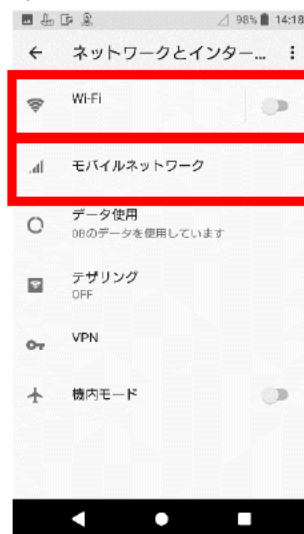 98% 14:18
ネットワークとインター...
Wi-Fi
モバイルネットワーク
データ使用
0Bのデータを使用しています
テザリング
OFF
VPN
機内モード